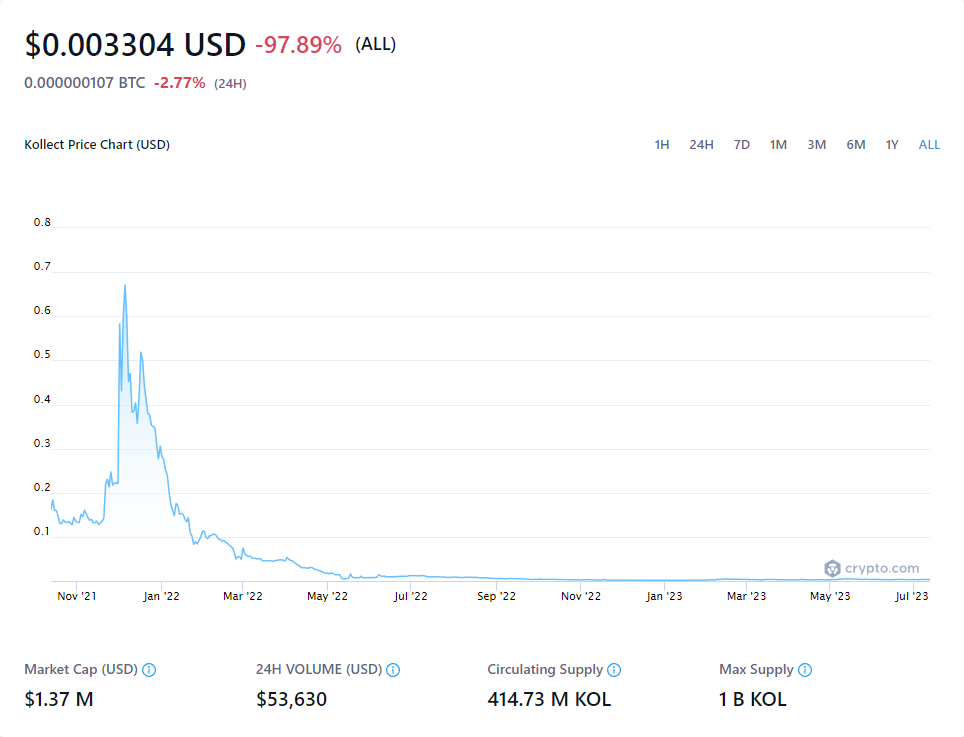 $0.003304 USD -97.89% (ALL)
0.000000107 BTC -2.77% (24H)
Kollect Price Chart (USD) 1H 24H 7D 1M 3M 6M 1Y ALL
0.8
0.7
0.6
0.5
0.4
0.3
0.2
0.1
crypto.com
Nov '21 Jan '22 Mar '22 May '22 Jul '22 Sep '22 Nov '22 Jan '23 Mar '23 May '23 Jul '23
Market Cap (USD) 24H VOLUME (USD) Circulating Supply Max Supply
$1.37 M $53,630 414.73 M KOL 1 B KOL